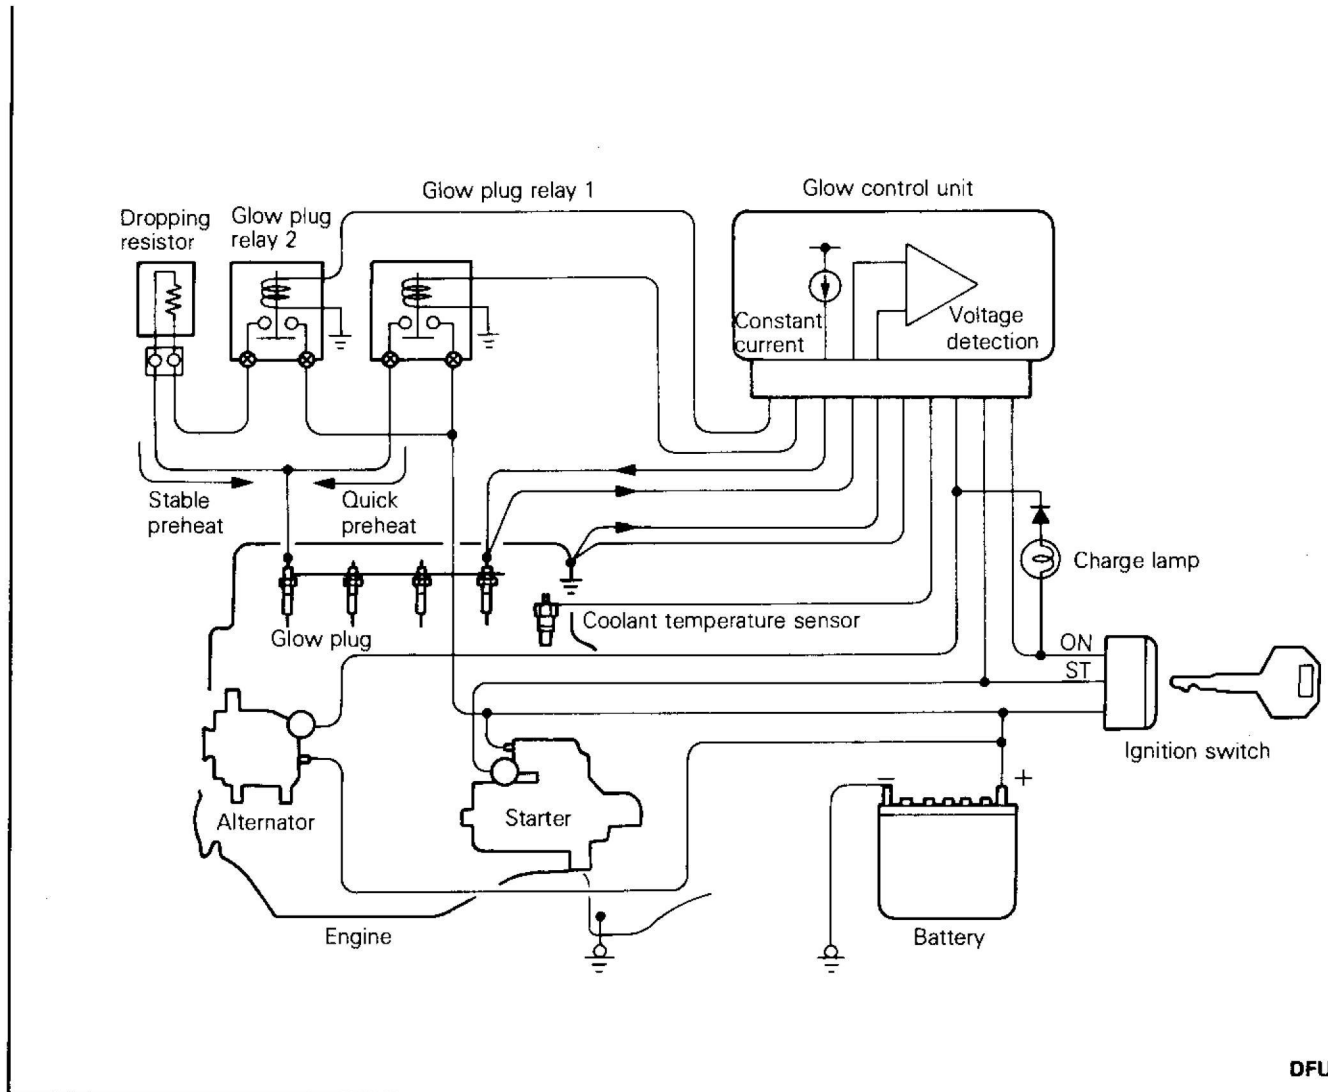 Glow plug relay 1
Glow control unit
Dropping
resistor
Glow plug
relay 2
Constant
current
Voltage
detection
Stable
preheat
Quick
preheat
Charge lamp
Glow plug
Coolant temperature sensor
ON
ST
Ignition switch
Alternator
Starter
− +
Engine
Battery
DFU